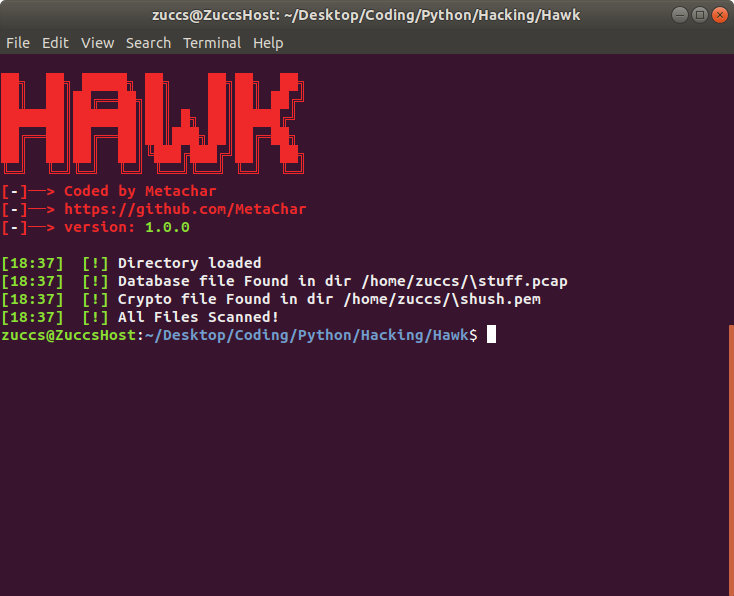 zuccs@ZuccsHost: ~/Desktop/Coding/Python/Hacking/Hawk
File Edit View Search Terminal Help
HAWK
[-]──> Coded by Metachar
[-]──> https://github.com/MetaChar
[-]──> version: 1.0.0
[18:37] [!] Directory loaded
[18:37] [!] Database file Found in dir /home/zuccs/\stuff.pcap
[18:37] [!] Crypto file Found in dir /home/zuccs/\shush.pem
[18:37] [!] All Files Scanned!
zuccs@ZuccsHost:~/Desktop/Coding/Python/Hacking/Hawk$